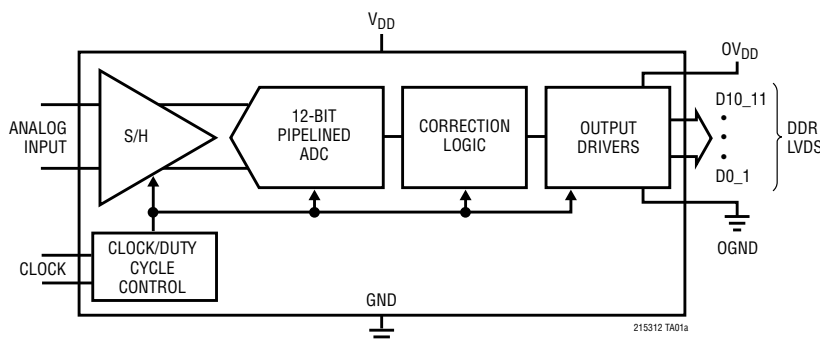 VDD
OVDD
ANALOG
INPUT
S/H
12-BIT
PIPELINED
ADC
CORRECTION
LOGIC
OUTPUT
DRIVERS
D10_11
•
•
•
D0_1
DDR
LVDS
OGND
CLOCK
CLOCK/DUTY
CYCLE
CONTROL
GND
215312 TA01a